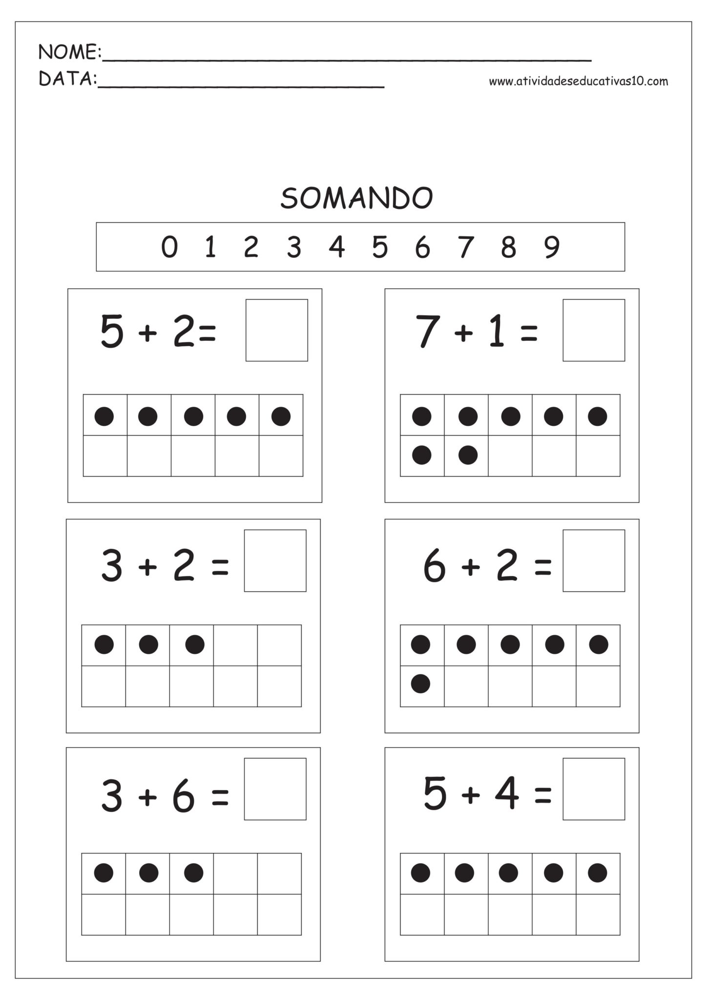 NOME:
DATA:
www.atividadeseducativas10.com
SOMANDO
0 1 2 3 4 5 6 7 8 9
5 + 2=
7 + 1 =
3 + 2 =
6 + 2 =
3 + 6 =
5 + 4 =